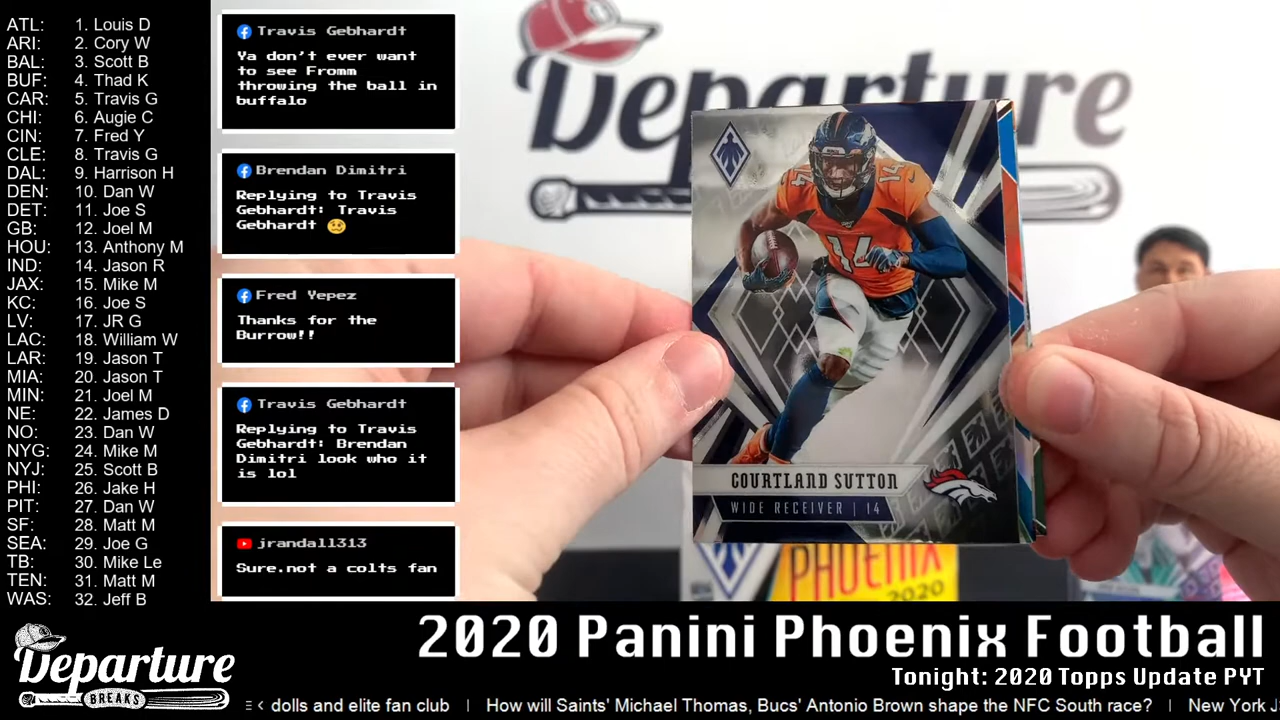 ATL: 1. Louis D
ARI: 2. Cory W
BAL: 3. Scott B
BUF: 4. Thad K
CAR: 5. Travis G
CHI: 6. Augie C
CIN: 7. Fred Y
CLE: 8. Travis G
DAL: 9. Harrison H
DEN: 10. Dan W
DET: 11. Joe S
GB: 12. Joel M
HOU: 13. Anthony M
IND: 14. Jason R
JAX: 15. Mike M
KC: 16. Joe S
LV: 17. JR G
LAC: 18. William W
LAR: 19. Jason T
MIA: 20. Jason T
MIN: 21. Joel M
NE: 22. James D
NO: 23. Dan W
NYG: 24. Mike M
NYJ: 25. Scott B
PHI: 26. Jake H
PIT: 27. Dan W
SF: 28. Matt M
SEA: 29. Joe G
TB: 30. Mike Le
TEN: 31. Matt M
WAS: 32. Jeff B
Travis Gebhardt
Ya don't ever want
to see Fromm
throwing the ball in
buffalo
Brendan Dimitri
Replying to Travis
Gebhardt: Travis
Gebhardt 🤨
Fred Yepez
Thanks for the
Burrow!!
Travis Gebhardt
Replying to Travis
Gebhardt: Brendan
Dimitri look who it
is lol
jrandall313
Sure.not a colts fan
Departure
14
14
COURTLAND SUTTON
WIDE RECEIVER | 14
PHOENIX
2020
2020 Panini Phoenix Football
Tonight: 2020 Topps Update PYT
Departure
BREAKS
dolls and elite fan club | How will Saints' Michael Thomas, Bucs' Antonio Brown shape the NFC South race? | New York J